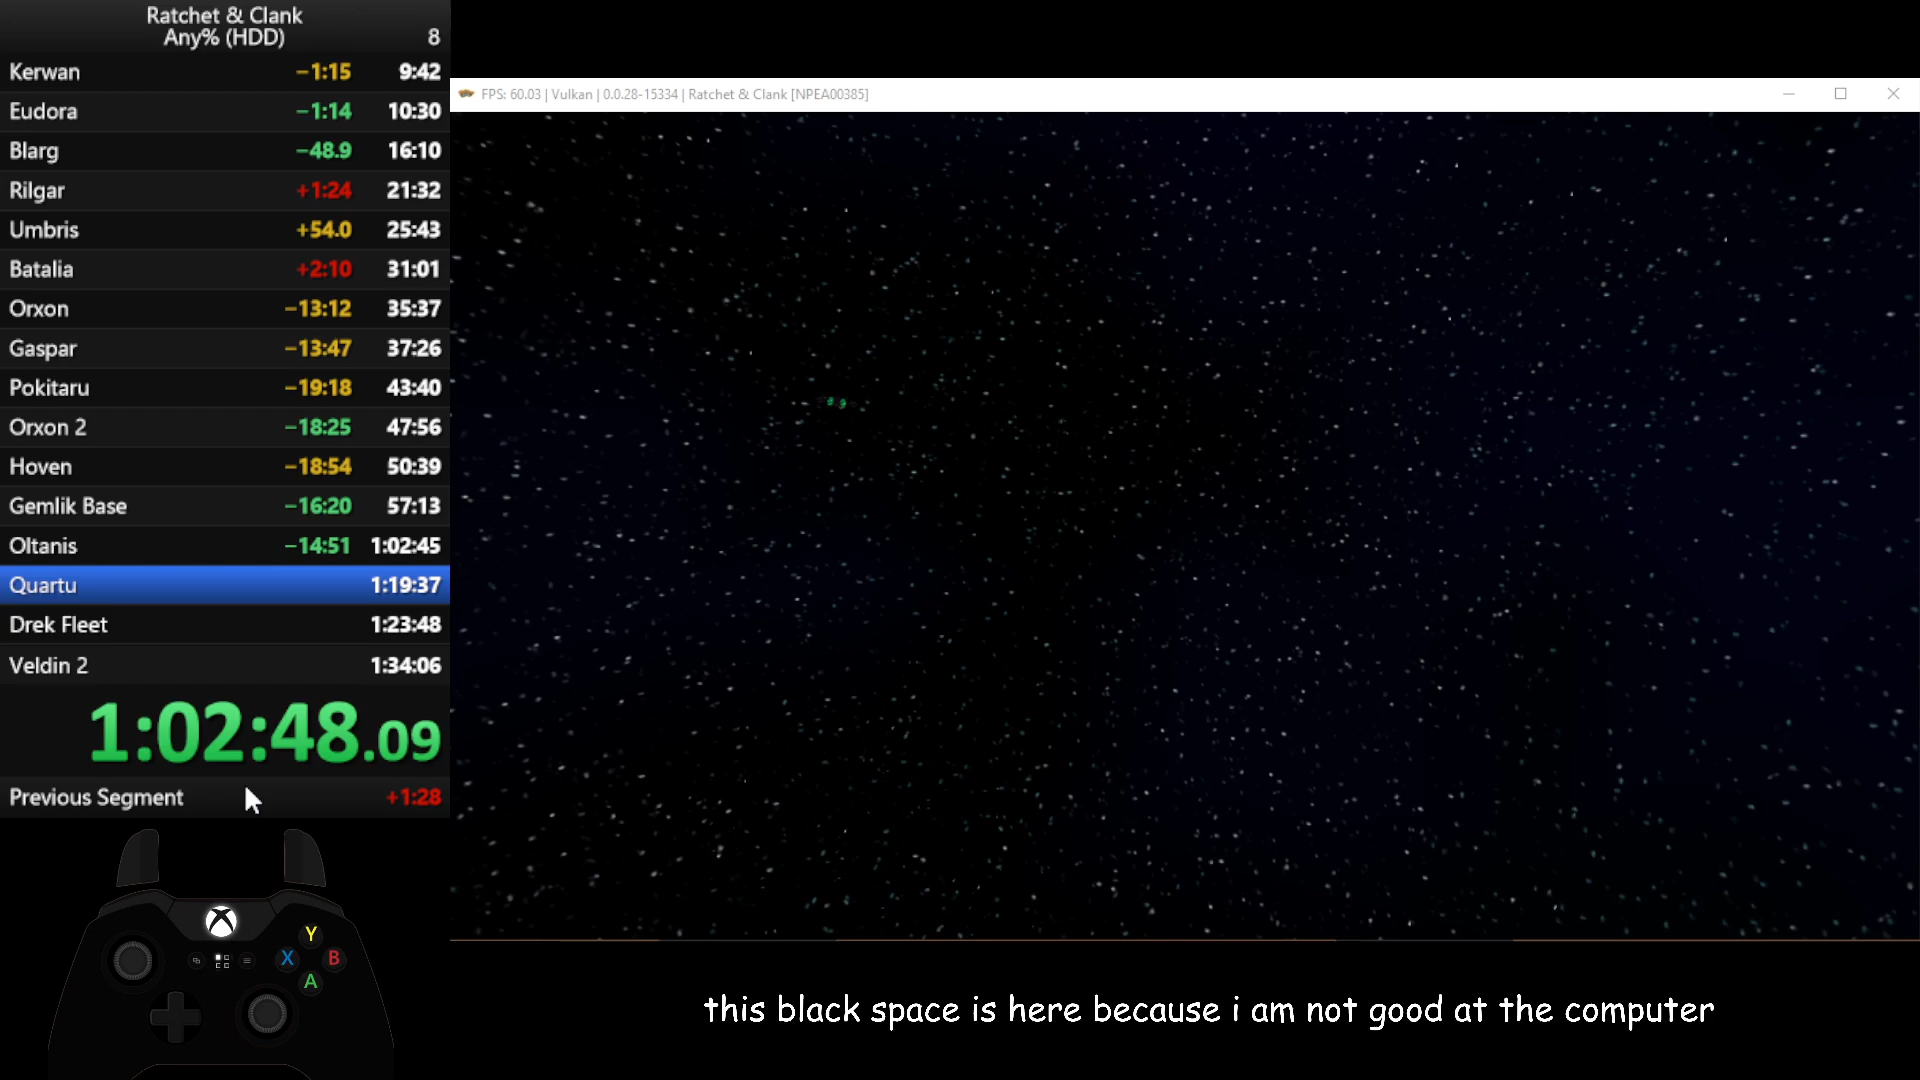 Ratchet & Clank
Any% (HDD) 8
Kerwan −1:15 9:42
Eudora −1:14 10:30
Blarg −48.9 16:10
Rilgar +1:24 21:32
Umbris +54.0 25:43
Batalia +2:10 31:01
Orxon −13:12 35:37
Gaspar −13:47 37:26
Pokitaru −19:18 43:40
Orxon 2 −18:25 47:56
Hoven −18:54 50:39
Gemlik Base −16:20 57:13
Oltanis −14:51 1:02:45
Quartu 1:19:37
Drek Fleet 1:23:48
Veldin 2 1:34:06
1:02:48.09
Previous Segment +1:28
Y
X B
A
FPS: 60.03 | Vulkan | 0.0.28-15334 | Ratchet & Clank [NPEA00385]
this black space is here because i am not good at the computer